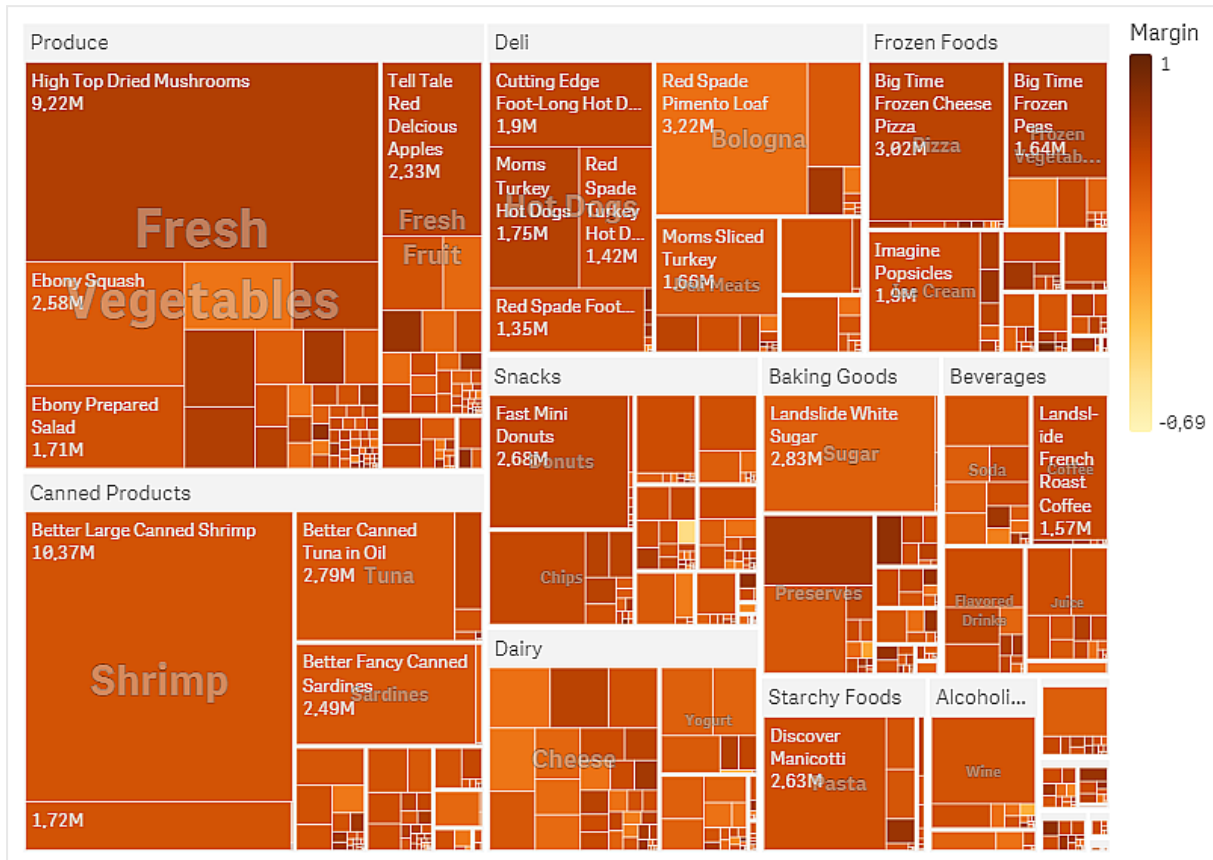 Produce
High Top Dried Mushrooms
9,22M
Tell Tale
Red
Delcious
Apples
2,33M
Fresh
Vegetables
Fresh
Fruit
Ebony Squash
2,58M
Ebony Prepared
Salad
1,71M
Canned Products
Better Large Canned Shrimp
10,37M
Shrimp
1,72M
Better Canned
Tuna in Oil
2,79M
Tuna
Better Fancy Canned
Sardines
2,49M
Sardines
Deli
Cutting Edge
Foot-Long Hot D...
1,9M
Moms
Turkey
Hot Dogs
1,75M
Red
Spade
Turkey
Hot D...
1,42M
Hot Dogs
Red Spade Foot...
1,35M
Red Spade
Pimento Loaf
3,22M
Bologna
Moms Sliced
Turkey
1,66M
Deli Meats
Frozen Foods
Big Time
Frozen Cheese
Pizza
3,02M
Pizza
Big Time
Frozen
Peas
1,64M
Frozen
Vegetab...
Imagine
Popsicles
1,9M
Ice Cream
Snacks
Fast Mini
Donuts
2,68M
Donuts
Chips
Dairy
Cheese
Yogurt
Baking Goods
Landslide White
Sugar
2,83M
Sugar
Preserves
Beverages
Soda
Landsl-
ide
French
Roast
Coffee
1,57M
Coffee
Flavored
Drinks
Juice
Starchy Foods
Discover
Manicotti
2,63M
Pasta
Alcoholi...
Wine
Margin
1
-0,69